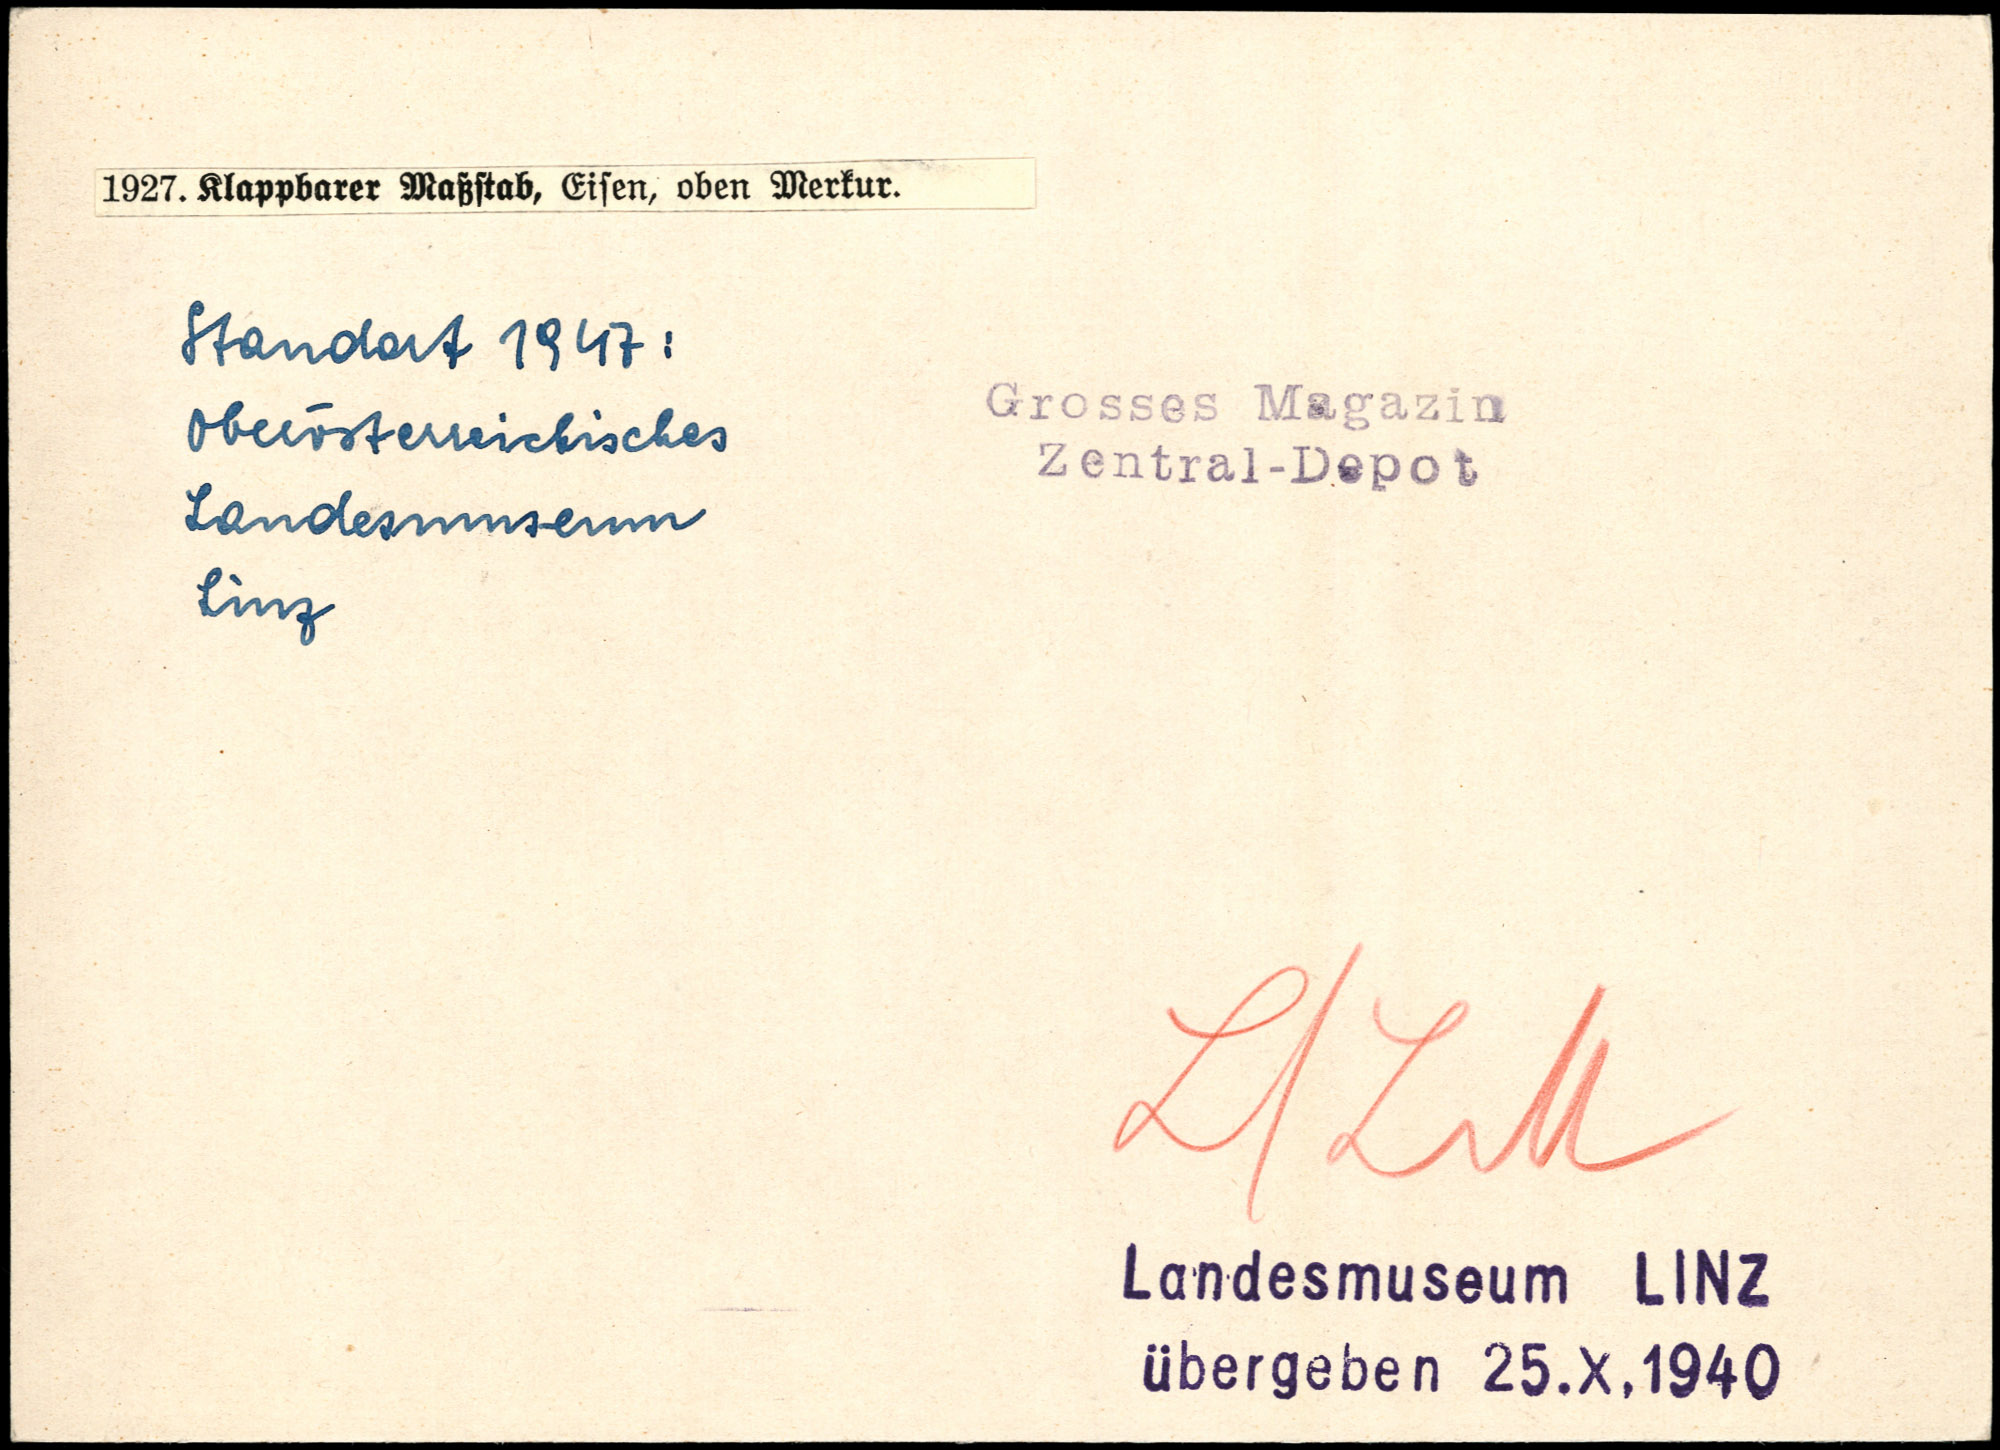 1927. Klappbarer Maßstab, Eisen, oben Merkur.
Standort 1947:
Oberösterreichisches
Landesmuseum
Linz
Grosses Magazin
Zentral-Depot
Landesmuseum LINZ
übergeben 25.X.1940